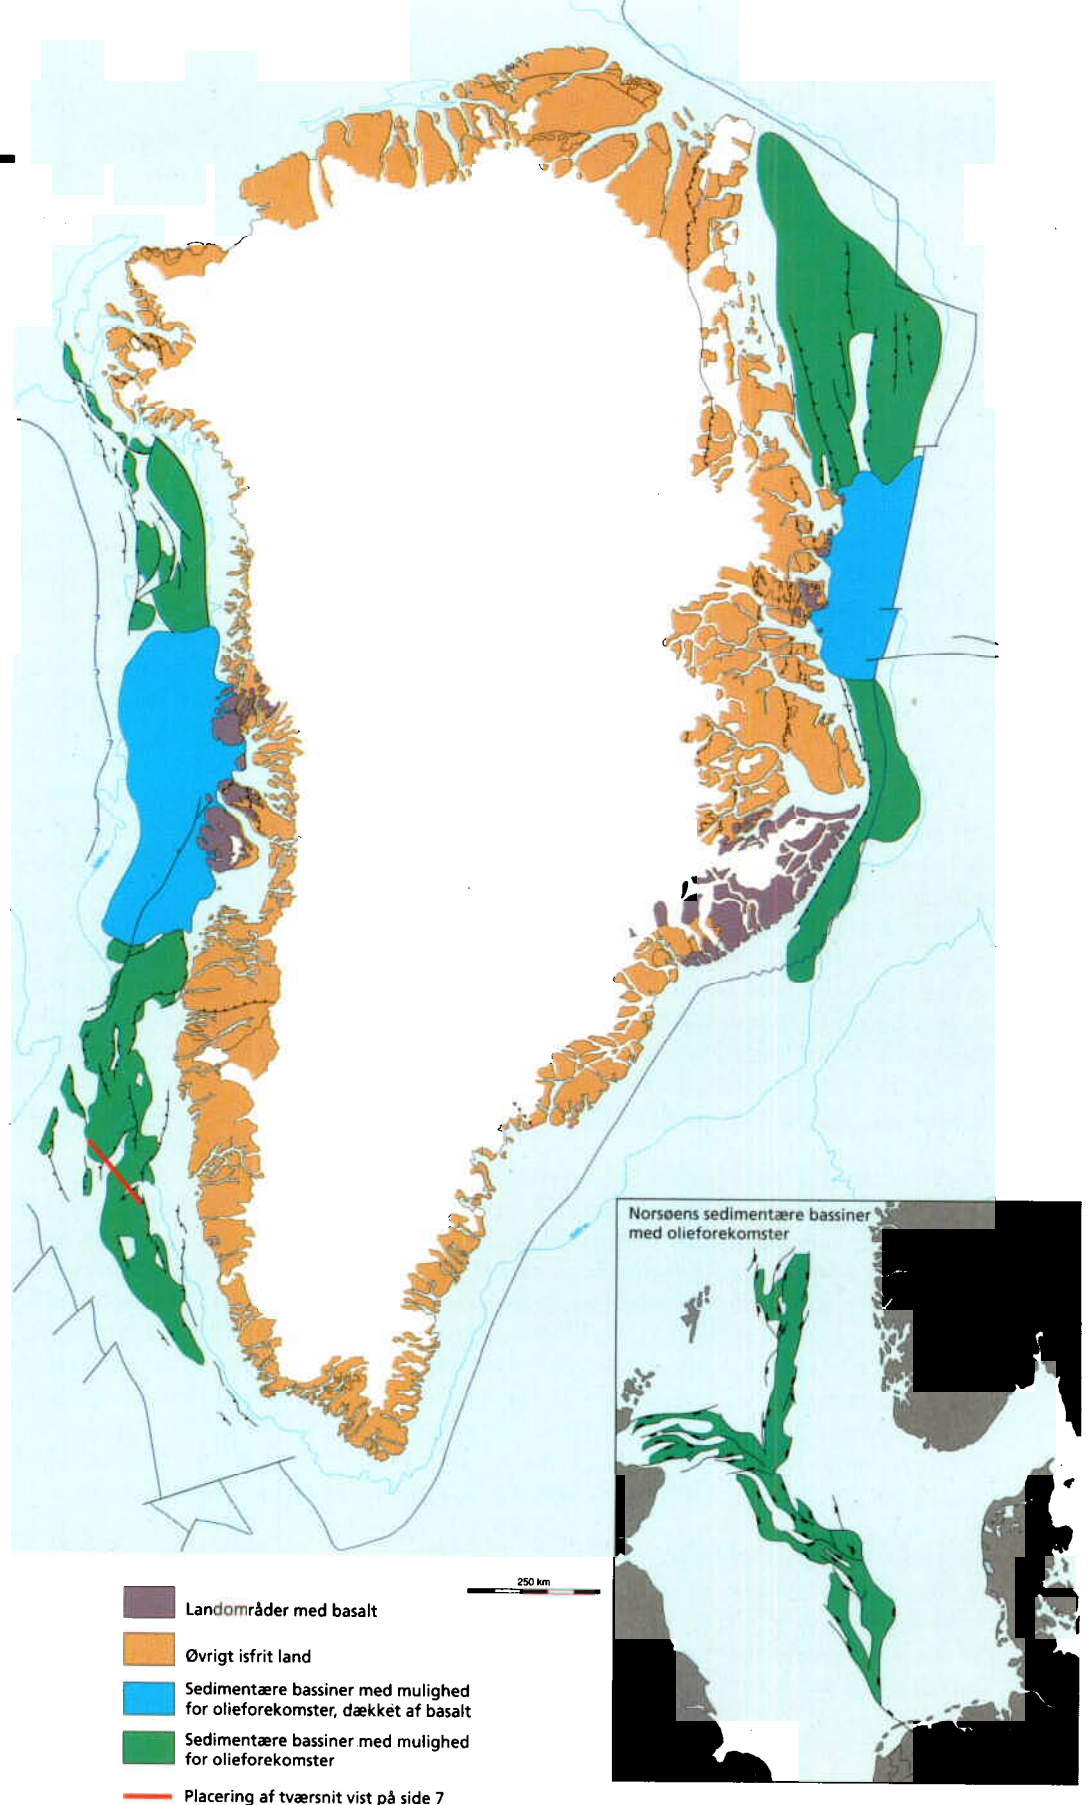 Norsøens sedimentære bassiner
med olieforekomster
250 km
Landområder med basalt
Øvrigt isfrit land
Sedimentære bassiner med mulighed
for olieforekomster, dækket af basalt
Sedimentære bassiner med mulighed
for olieforekomster
Placering af tværsnit vist på side 7